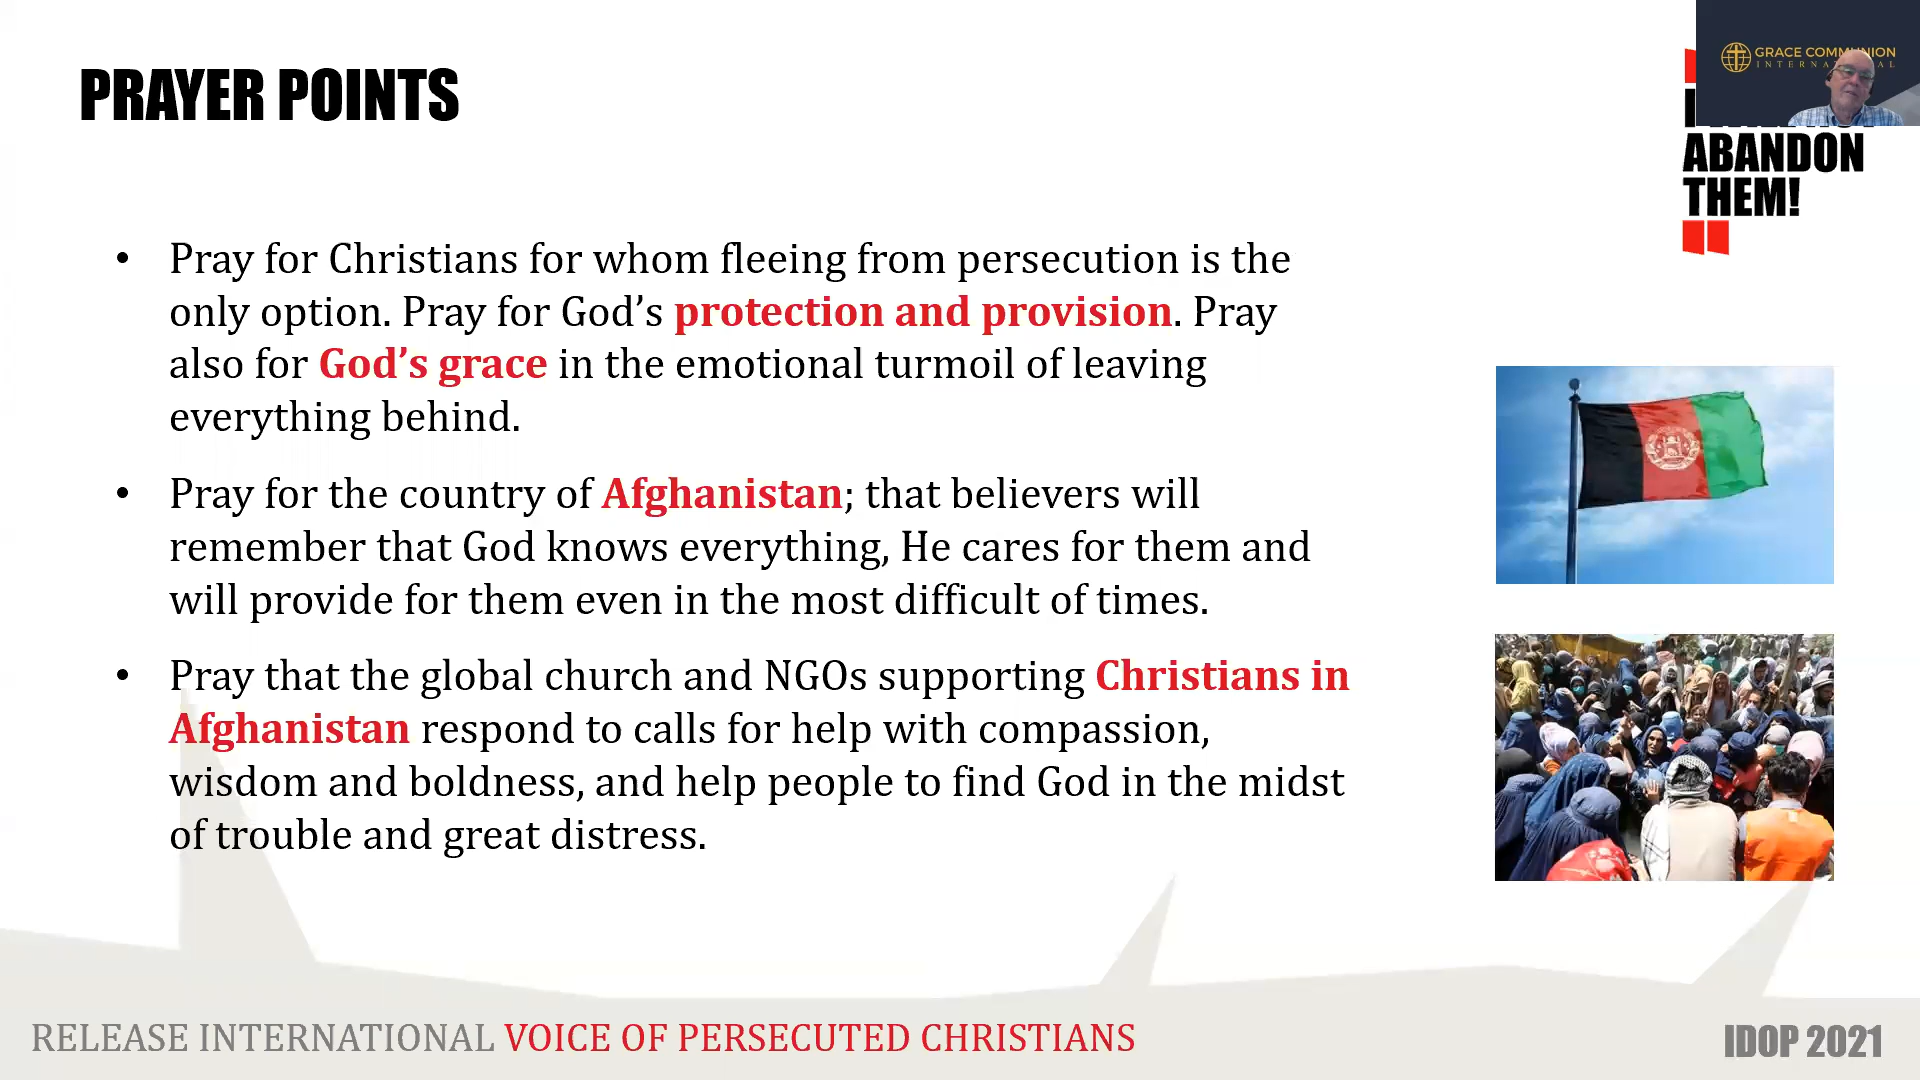 PRAYER POINTS
GRACE COMMUNION
ABANDON
THEM!
• Pray for Christians for whom fleeing from persecution is the
only option. Pray for God’s protection and provision. Pray
also for God’s grace in the emotional turmoil of leaving
everything behind.
• Pray for the country of Afghanistan; that believers will
remember that God knows everything, He cares for them and
will provide for them even in the most difficult of times.
• Pray that the global church and NGOs supporting Christians in
Afghanistan respond to calls for help with compassion,
wisdom and boldness, and help people to find God in the midst
of trouble and great distress.
RELEASE INTERNATIONAL VOICE OF PERSECUTED CHRISTIANS
IDOP 2021